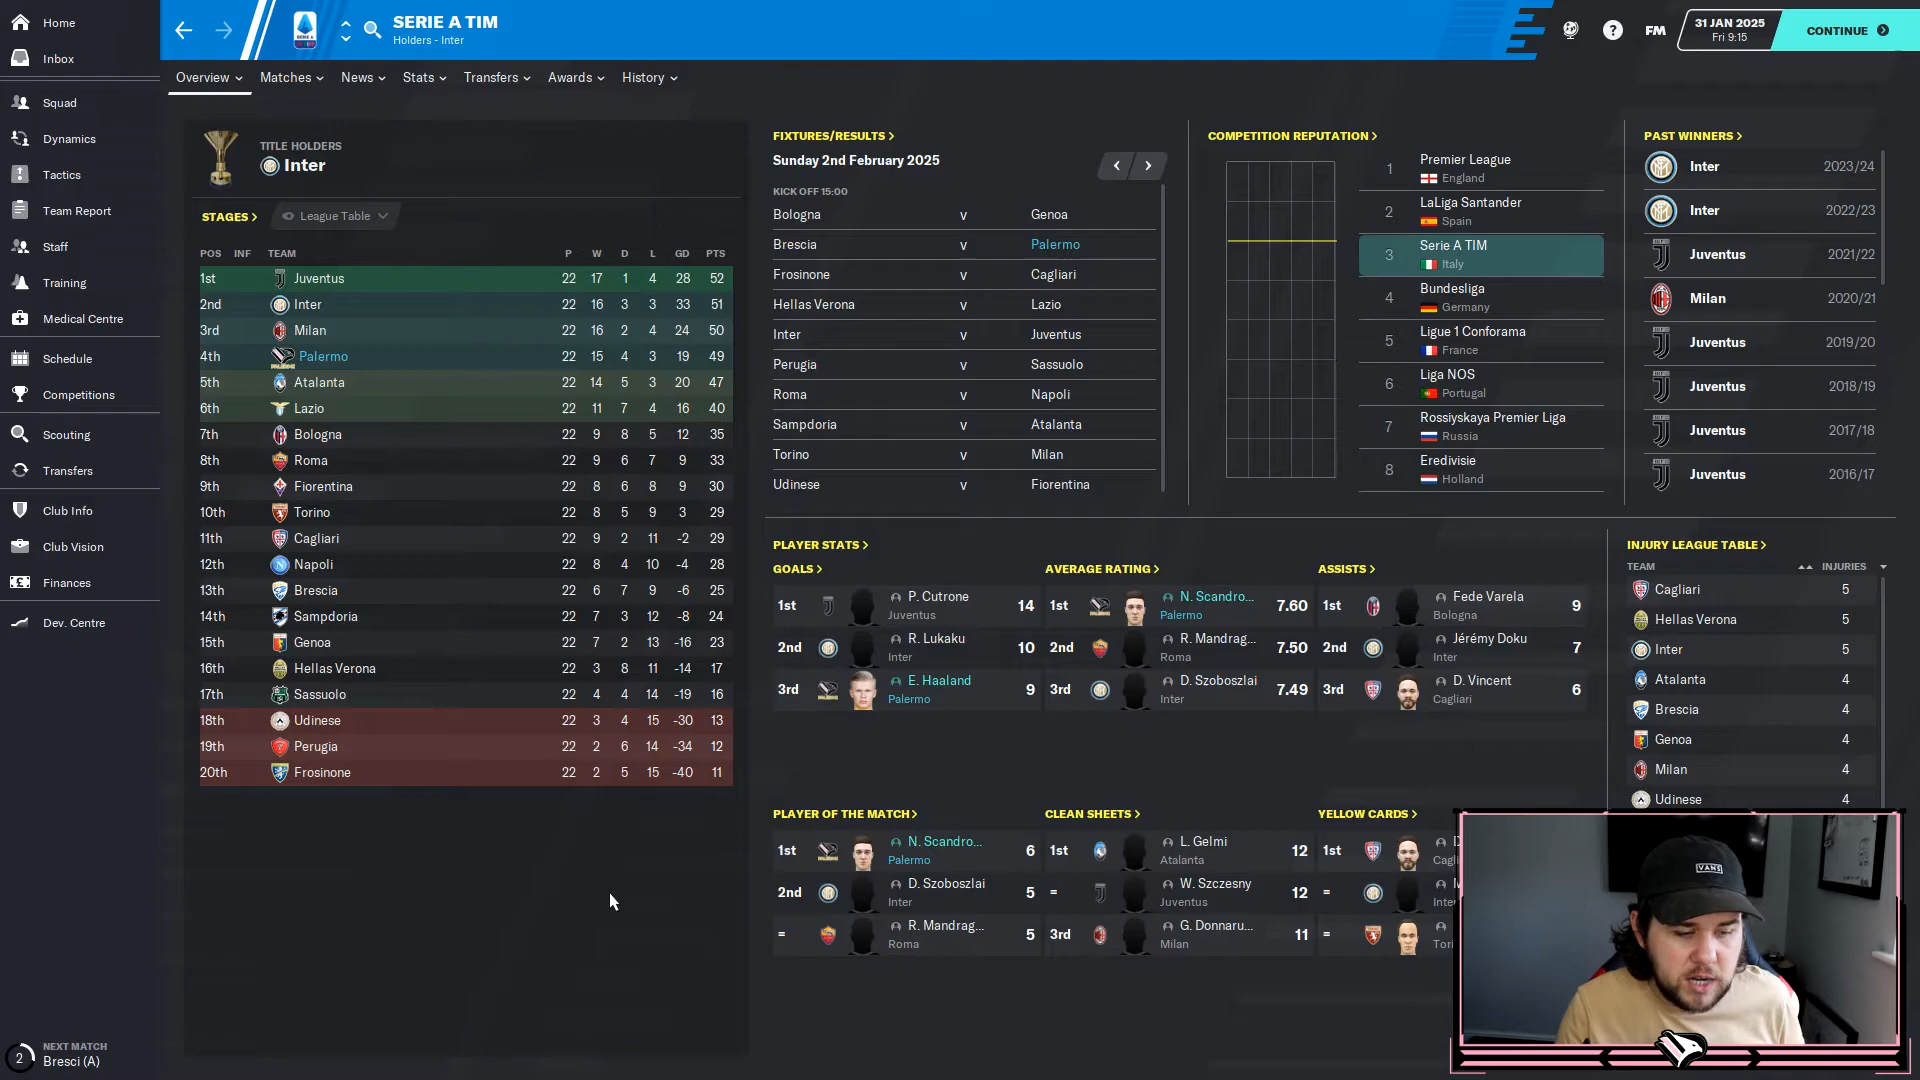 Home
Inbox
Squad
Dynamics
Tactics
Team Report
Staff
Training
Medical Centre
Schedule
Competitions
Scouting
Transfers
Club Info
Club Vision
Finances
Dev. Centre
2
NEXT MATCH
Bresci (A)
SERIE A TIM
Holders - Inter
?
FM
31 JAN 2025
Fri 9:15
CONTINUE
Overview
Matches
News
Stats
Transfers
Awards
History
TITLE HOLDERS
Inter
STAGES >
League Table
POS INF TEAM P W D L GD PTS
1st Juventus 22 17 1 4 28 52
2nd Inter 22 16 3 3 33 51
3rd Milan 22 16 2 4 24 50
4th Palermo 22 15 4 3 19 49
5th Atalanta 22 14 5 3 20 47
6th Lazio 22 11 7 4 16 40
7th Bologna 22 9 8 5 12 35
8th Roma 22 9 6 7 9 33
9th Fiorentina 22 8 6 8 9 30
10th Torino 22 8 5 9 3 29
11th Cagliari 22 9 2 11 -2 29
12th Napoli 22 8 4 10 -4 28
13th Brescia 22 6 7 9 -6 25
14th Sampdoria 22 7 3 12 -8 24
15th Genoa 22 7 2 13 -16 23
16th Hellas Verona 22 3 8 11 -14 17
17th Sassuolo 22 4 4 14 -19 16
18th Udinese 22 3 4 15 -30 13
19th Perugia 22 2 6 14 -34 12
20th Frosinone 22 2 5 15 -40 11
FIXTURES/RESULTS >
Sunday 2nd February 2025
KICK OFF 15:00
Bologna v Genoa
Brescia v Palermo
Frosinone v Cagliari
Hellas Verona v Lazio
Inter v Juventus
Perugia v Sassuolo
Roma v Napoli
Sampdoria v Atalanta
Torino v Milan
Udinese v Fiorentina
COMPETITION REPUTATION >
1 Premier League
England
2 LaLiga Santander
Spain
3 Serie A TIM
Italy
4 Bundesliga
Germany
5 Ligue 1 Conforama
France
6 Liga NOS
Portugal
7 Rossiyskaya Premier Liga
Russia
8 Eredivisie
Holland
PAST WINNERS >
Inter 2023/24
Inter 2022/23
Juventus 2021/22
Milan 2020/21
Juventus 2019/20
Juventus 2018/19
Juventus 2017/18
Juventus 2016/17
PLAYER STATS >
GOALS >
1st P. Cutrone 14
Juventus
2nd R. Lukaku 10
Inter
3rd E. Haaland 9
Palermo
AVERAGE RATING >
1st N. Scandro... 7.60
Palermo
2nd R. Mandrag... 7.50
Roma
3rd D. Szoboszlai 7.49
Inter
ASSISTS >
1st Fede Varela 9
Bologna
2nd Jérémy Doku 7
Inter
3rd D. Vincent 6
Cagliari
INJURY LEAGUE TABLE >
TEAM INJURIES
Cagliari 5
Hellas Verona 5
Inter 5
Atalanta 4
Brescia 4
Genoa 4
Milan 4
Udinese 4
PLAYER OF THE MATCH >
1st N. Scandro... 6
Palermo
2nd D. Szoboszlai 5
Inter
= R. Mandrag... 5
Roma
CLEAN SHEETS >
1st L. Gelmi 12
Atalanta
= W. Szczesny 12
Juventus
3rd G. Donnaru... 11
Milan
YELLOW CARDS >
1st
Cagl
=
Inte
=
Tori
VANS